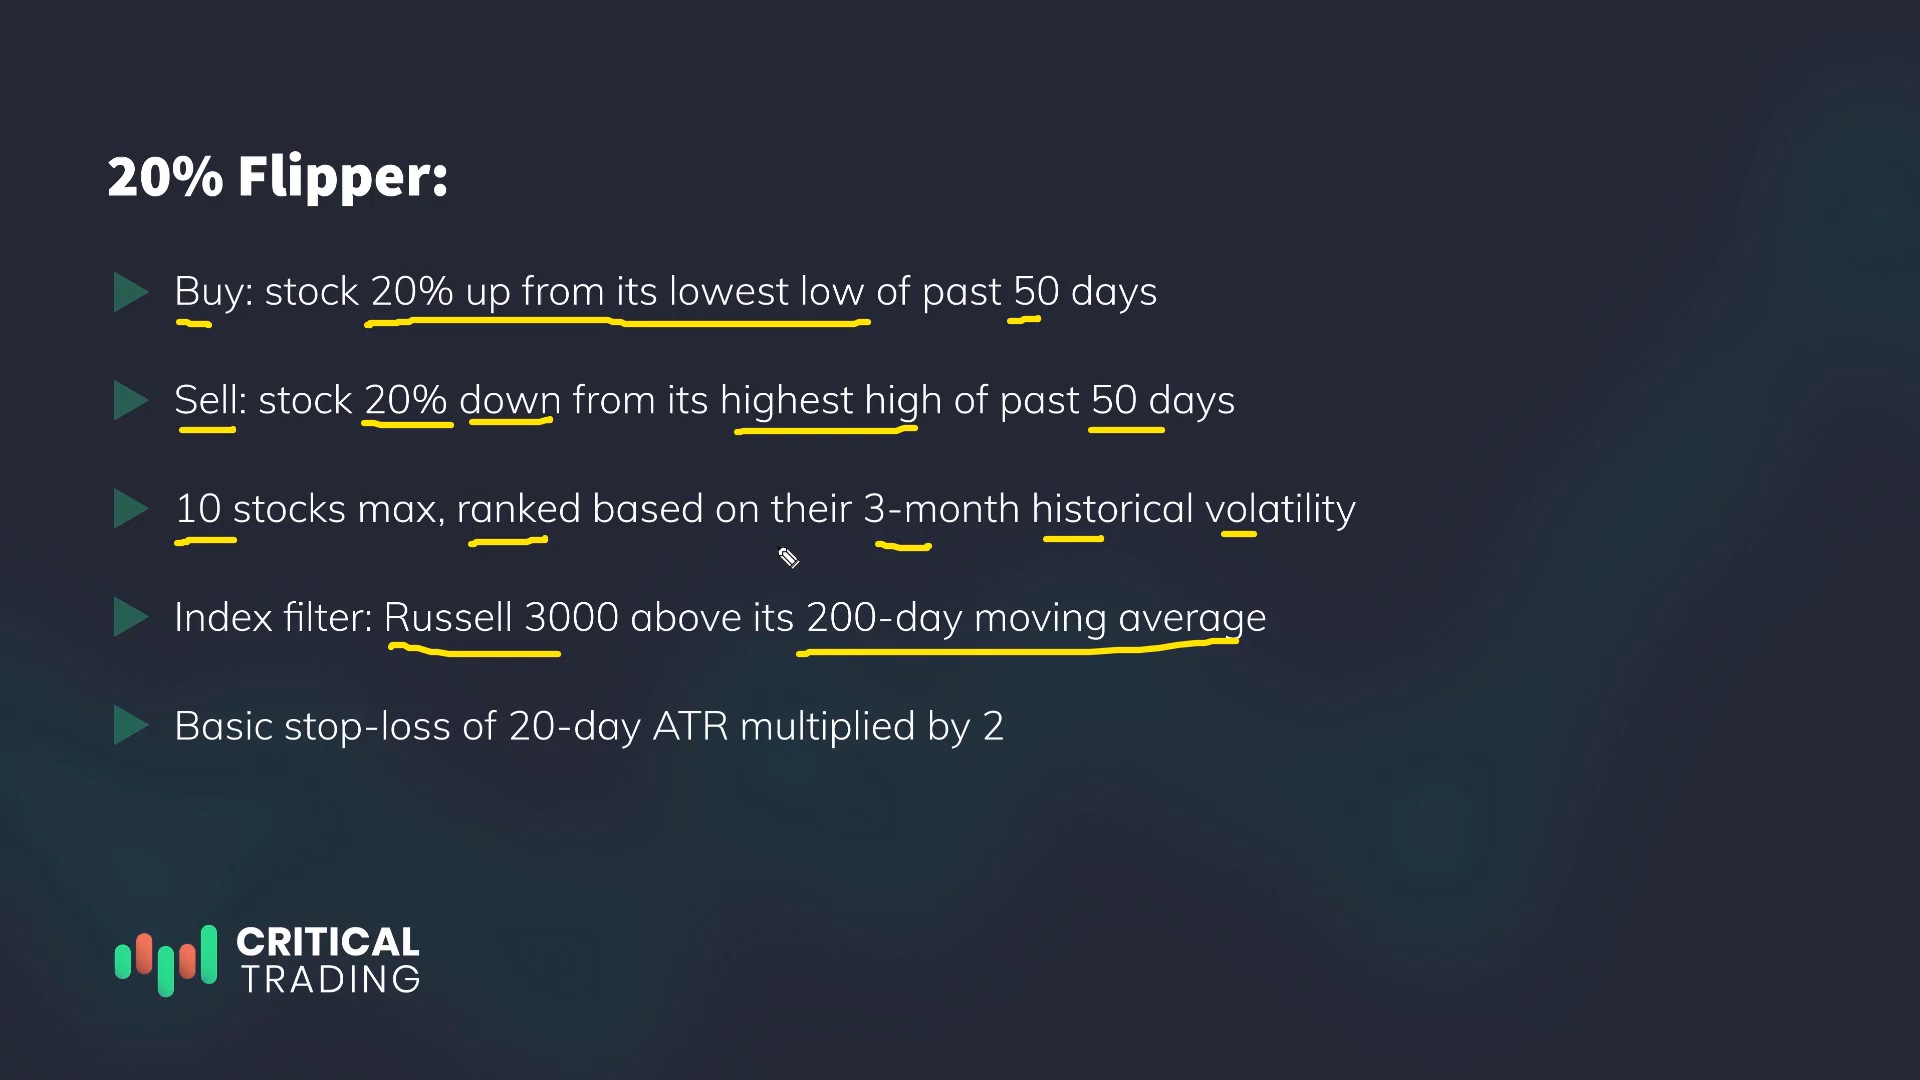 20% Flipper:
Buy: stock 20% up from its lowest low of past 50 days
Sell: stock 20% down from its highest high of past 50 days
10 stocks max, ranked based on their 3-month historical volatility
Index filter: Russell 3000 above its 200-day moving average
Basic stop-loss of 20-day ATR multiplied by 2
CRITICAL
TRADING